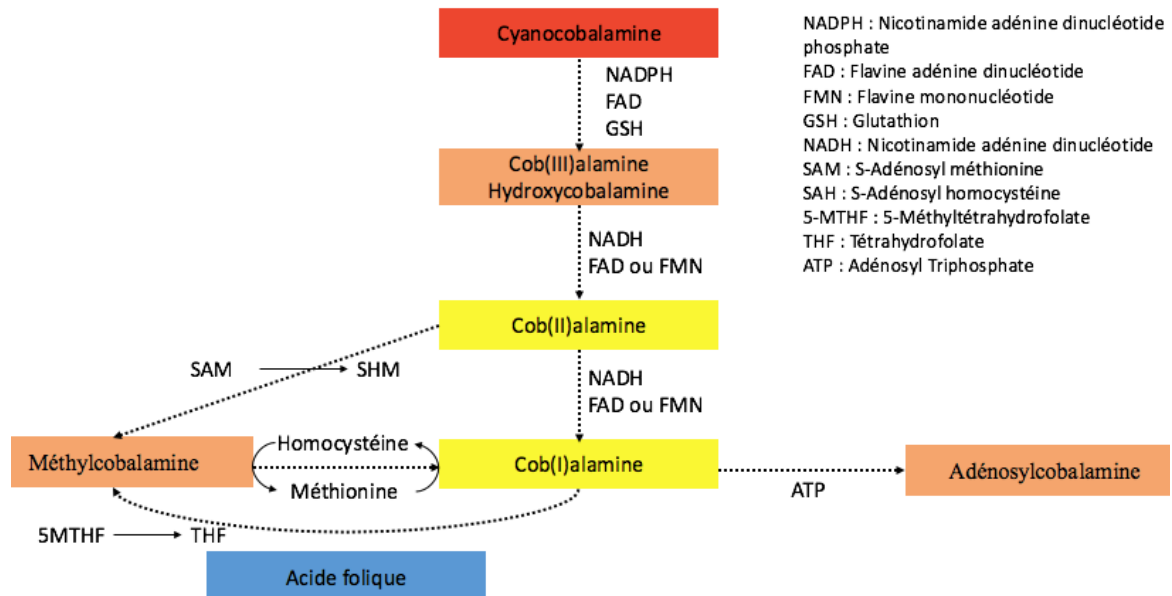 Cyanocobalamine
NADPH
FAD
GSH
Cob(III)alamine
Hydroxycobalamine
NADH
FAD ou FMN
Cob(II)alamine
SAM
SHM
NADH
FAD ou FMN
Méthylcobalamine
Homocystéine
Méthionine
Cob(I)alamine
ATP
Adénosylcobalamine
5MTHF
THF
Acide folique
NADPH : Nicotinamide adénine dinucléotide
phosphate
FAD : Flavine adénine dinucléotide
FMN : Flavine mononucléotide
GSH : Glutathion
NADH : Nicotinamide adénine dinucléotide
SAM : S-Adénosyl méthionine
SAH : S-Adénosyl homocystéine
5-MTHF : 5-Méthyltétrahydrofolate
THF : Tétrahydrofolate
ATP : Adénosyl Triphosphate